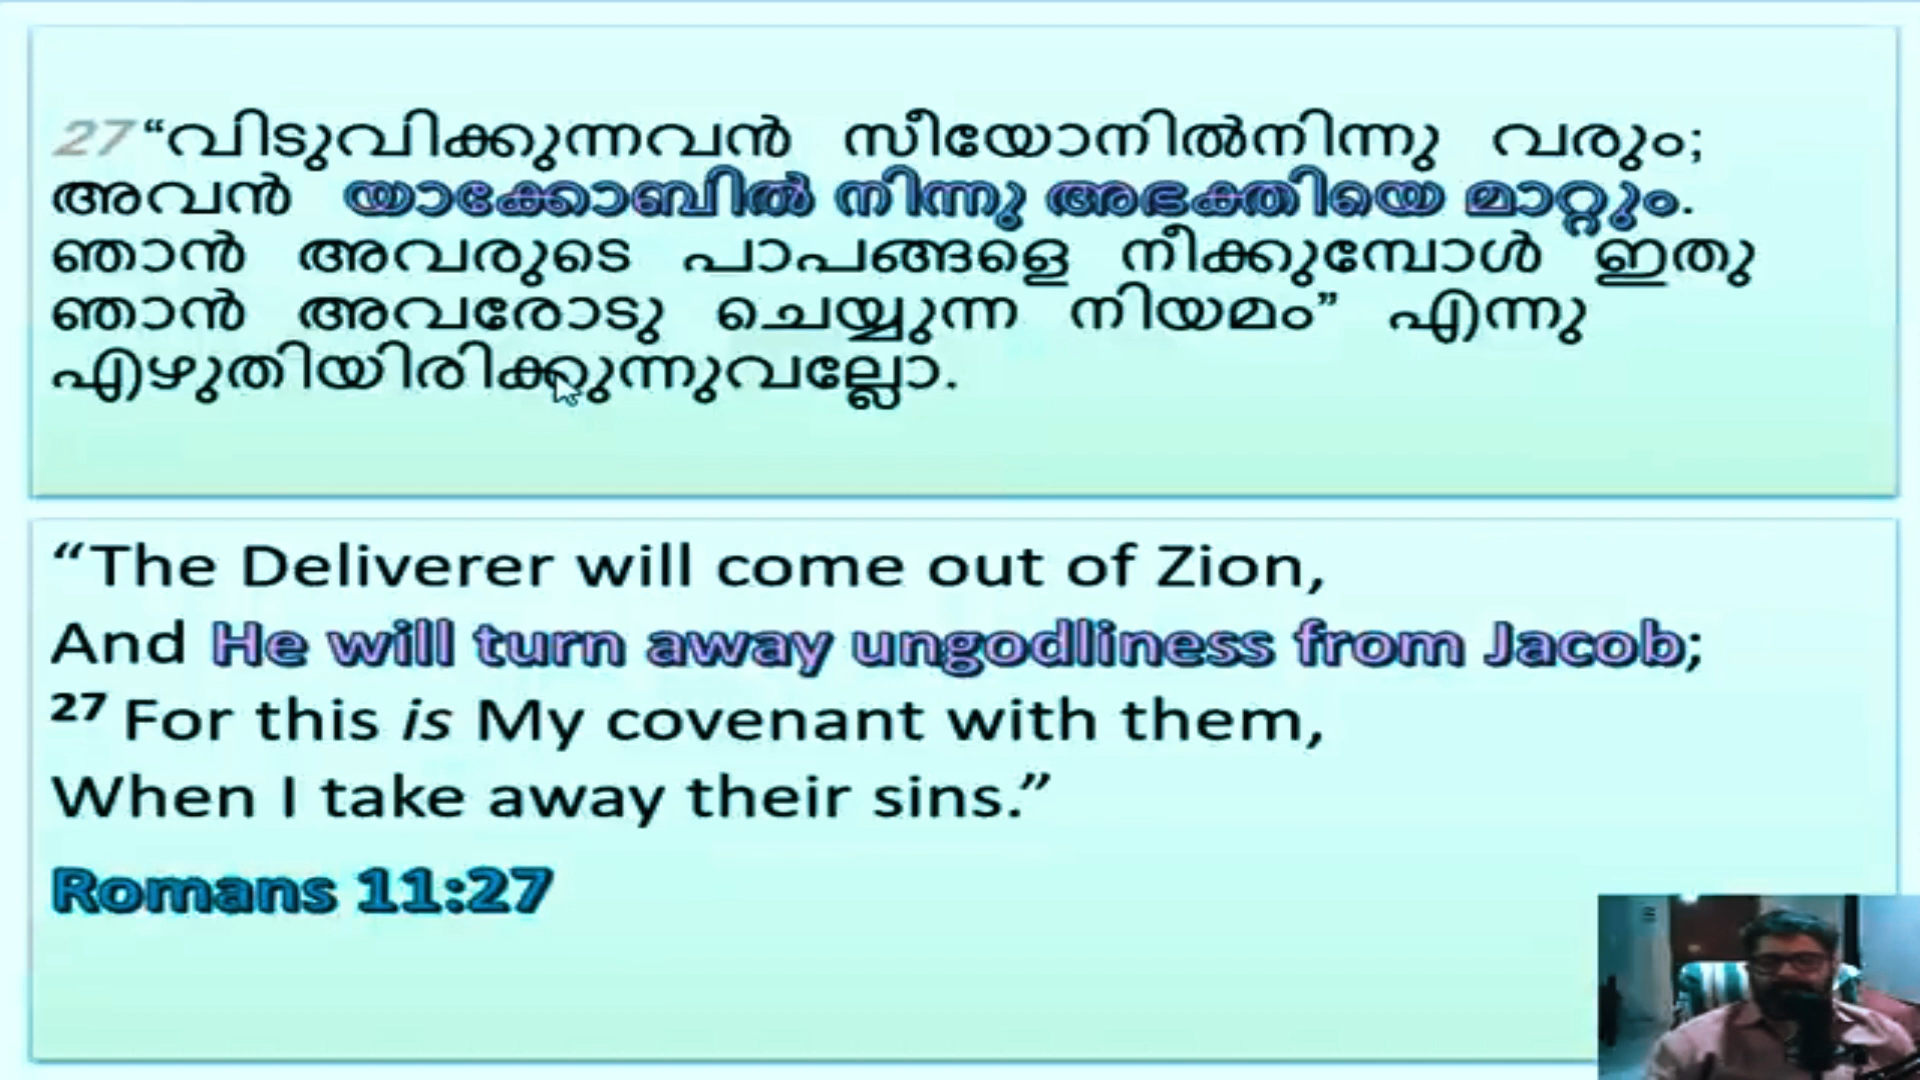 27 “വിടുവിക്കുന്നവൻ സീയോനിൽനിന്നു വരും;
അവൻ യാക്കോബിൽ നിന്നു അഭക്തിയെ മാറ്റും.
ഞാൻ അവരുടെ പാപങ്ങളെ നീക്കുമ്പോൾ ഇതു
ഞാൻ അവരോടു ചെയ്യുന്ന നിയമം” എന്നു
എഴുതിയിരിക്കുന്നുവല്ലോ.
“The Deliverer will come out of Zion,
And He will turn away ungodliness from Jacob;
27 For this is My covenant with them,
When I take away their sins.”
Romans 11:27